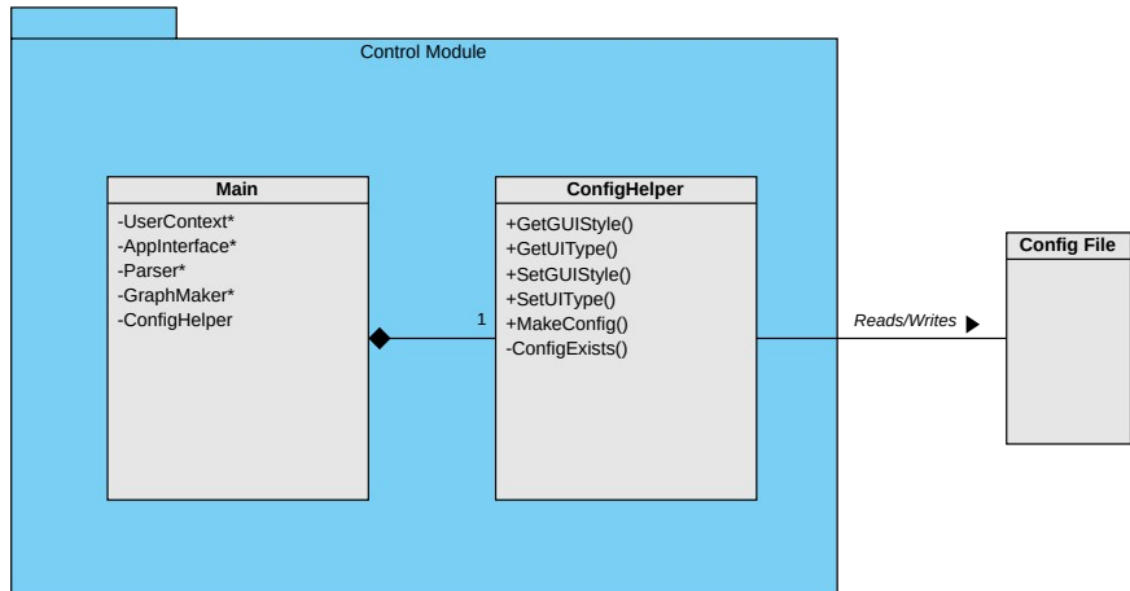 Control Module
Main
-UserContext*
-AppInterface*
-Parser*
-GraphMaker*
-ConfigHelper
1
ConfigHelper
+GetGUIStyle()
+GetUIType()
+SetGUIStyle()
+SetUIType()
+MakeConfig()
-ConfigExists()
Reads/Writes
Config File